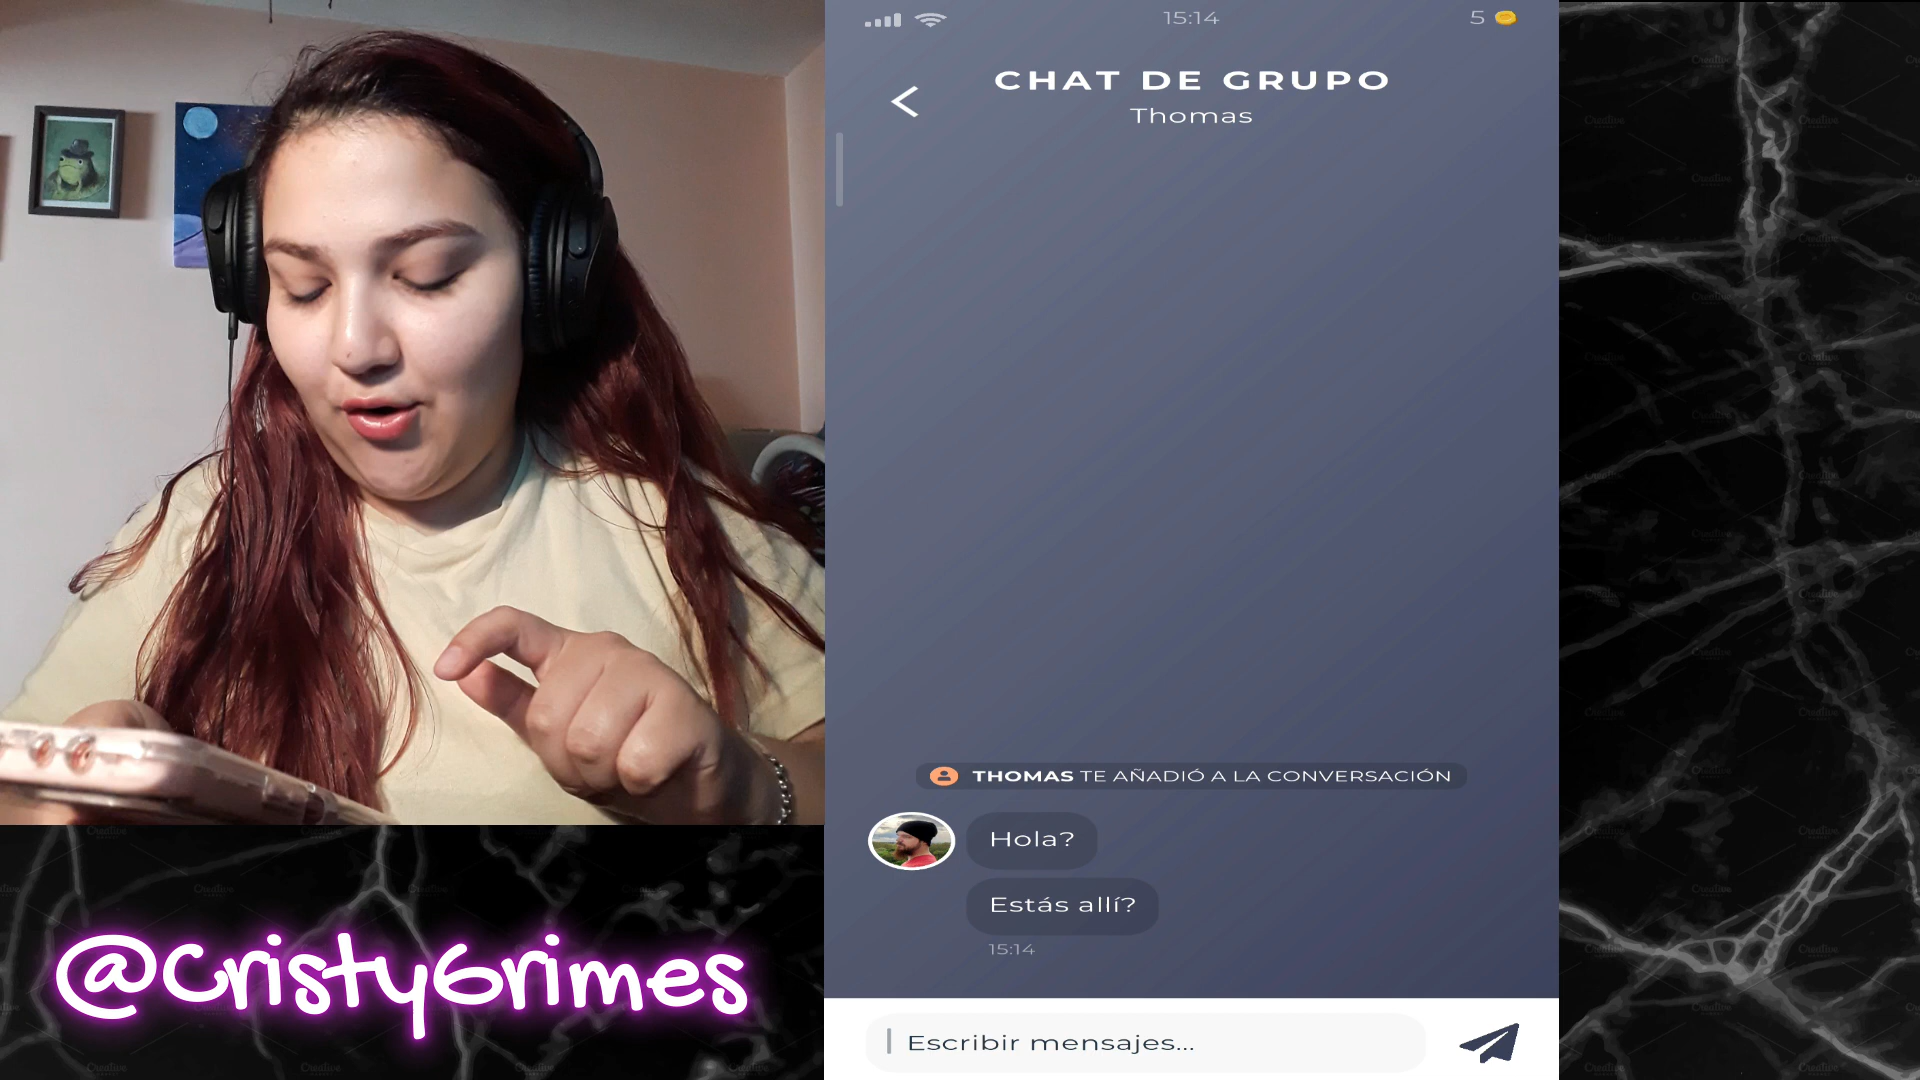 15:14
5
CHAT DE GRUPO
Thomas
THOMAS TE AÑADIÓ A LA CONVERSACIÓN
Hola?
Estás allí?
15:14
Escribir mensajes...
@CristyGrimes
Creative